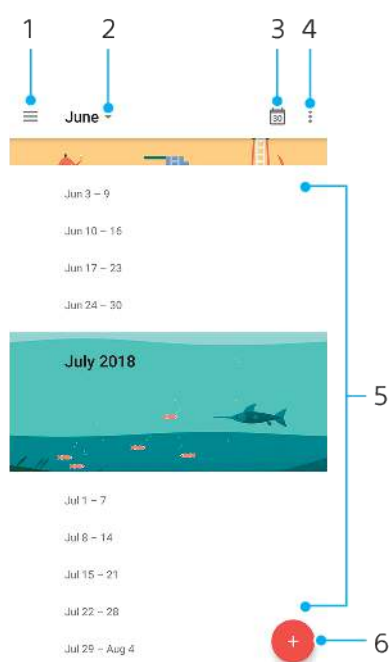 1 2 3 4
June
30
Jun 3 – 9
Jun 10 – 16
Jun 17 – 23
Jun 24 – 30
July 2018
5
Jul 1 – 7
Jul 8 – 14
Jul 15 – 21
Jul 22 – 28
Jul 29 – Aug 4
+ 6